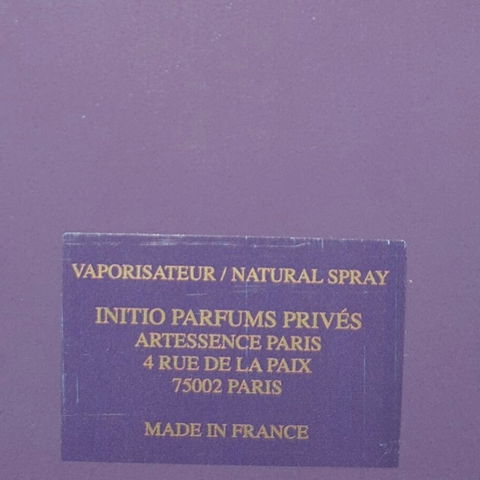 VAPORISATEUR / NATURAL SPRAY
INITIO PARFUMS PRIVÉS
ARTESSENCE PARIS
4 RUE DE LA PAIX
75002 PARIS
MADE IN FRANCE